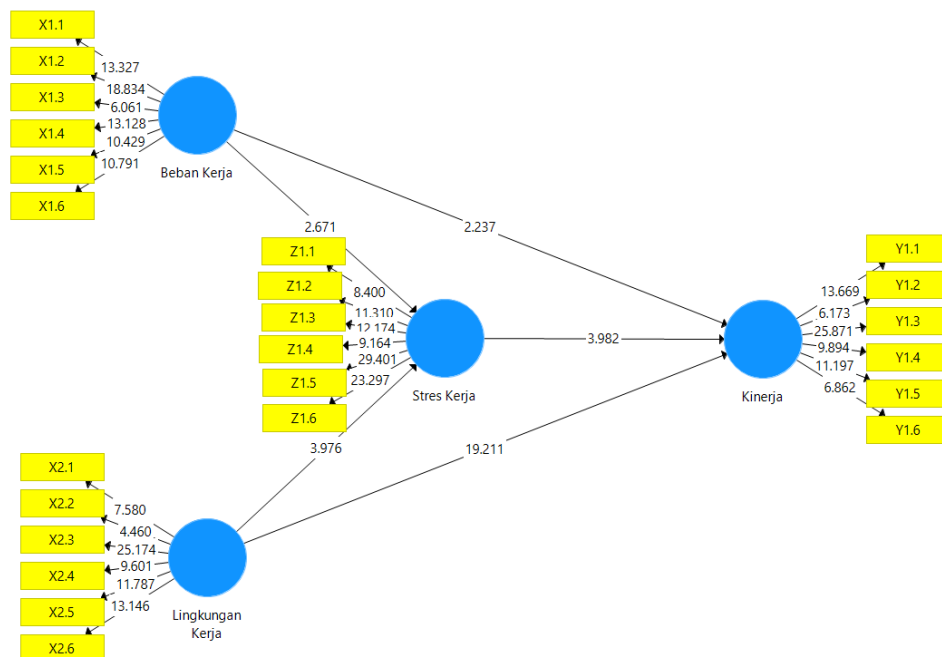 X1.1
X1.2
X1.3
X1.4
X1.5
X1.6
13.327
18.834
6.061
13.128
10.429
10.791
Beban Kerja
2.671
2.237
Z1.1
Z1.2
Z1.3
Z1.4
Z1.5
Z1.6
8.400
11.310
12.174
9.164
29.401
23.297
Stres Kerja
3.982
Y1.1
Y1.2
Y1.3
Y1.4
Y1.5
Y1.6
13.669
6.173
25.871
9.894
11.197
6.862
Kinerja
3.976
19.211
X2.1
X2.2
X2.3
X2.4
X2.5
X2.6
7.580
4.460
25.174
9.601
11.787
13.146
Lingkungan
Kerja